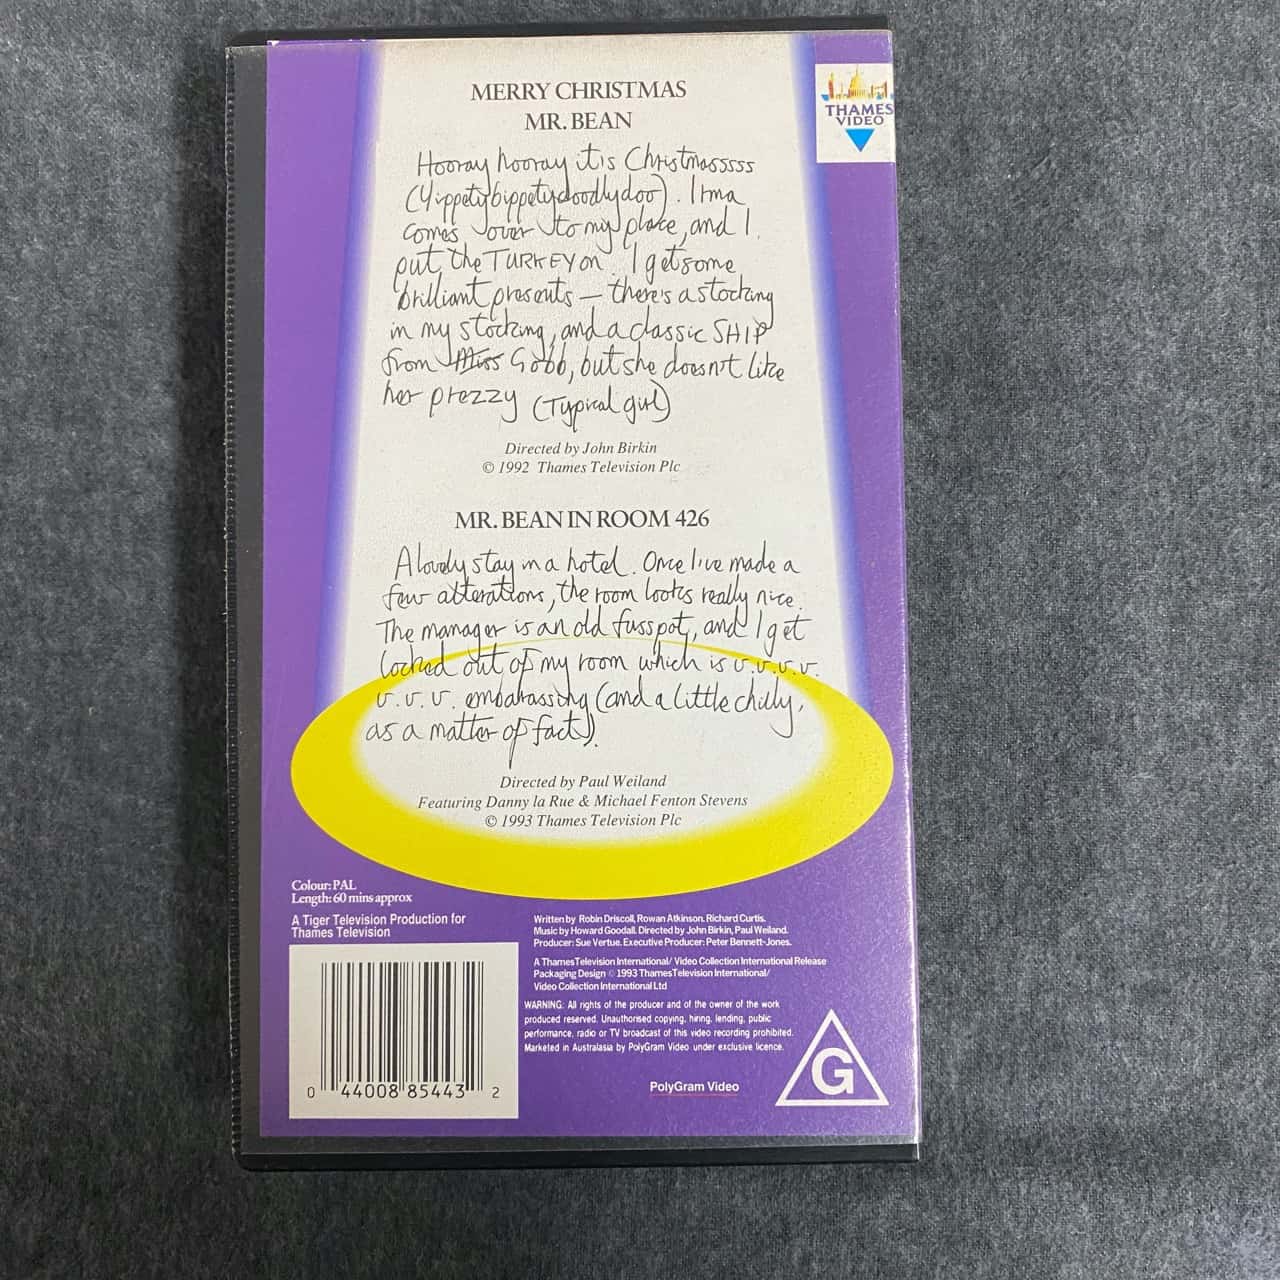 MERRY CHRISTMAS
MR. BEAN
THAMES
VIDEO
Hooray hooray it is Christmasssss
(Yippetybippetydoodlydoo). Irma
comes over to my place, and I
put the TURKEY on. I get some
brilliant presents - there's a stocking
in my stocking, and a classic SHIP
from Miss Gobb, but she doesn't like
her prezzy (Typical girl)
Directed by John Birkin
© 1992 Thames Television Plc
MR. BEAN IN ROOM 426
A lovely stay in a hotel. Once I've made a
few alterations, the room looks really nice.
The manager is an old fusspot, and I get
locked out of my room which is v.v.v.v.
v.v.v. embarassing (and a little chilly,
as a matter of fact).
Directed by Paul Weiland
Featuring Danny la Rue & Michael Fenton Stevens
© 1993 Thames Television Plc
Colour: PAL
Length: 60 mins approx
A Tiger Television Production for
Thames Television
Written by Robin Driscoll, Rowan Atkinson. Richard Curtis.
Music by Howard Goodall. Directed by John Birkin, Paul Weiland.
Producer: Sue Vertue. Executive Producer: Peter Bennett-Jones.
A Thames Television International/ Video Collection International Release
Packaging Design © 1993 Thames Television International/
Video Collection International Ltd
WARNING: All rights of the producer and of the owner of the work
produced reserved. Unauthorised copying, hiring, lending, public
performance, radio or TV broadcast of this video recording prohibited.
Marketed in Australasia by PolyGram Video under exclusive licence.
PolyGram Video
G
0 44008 85443 2